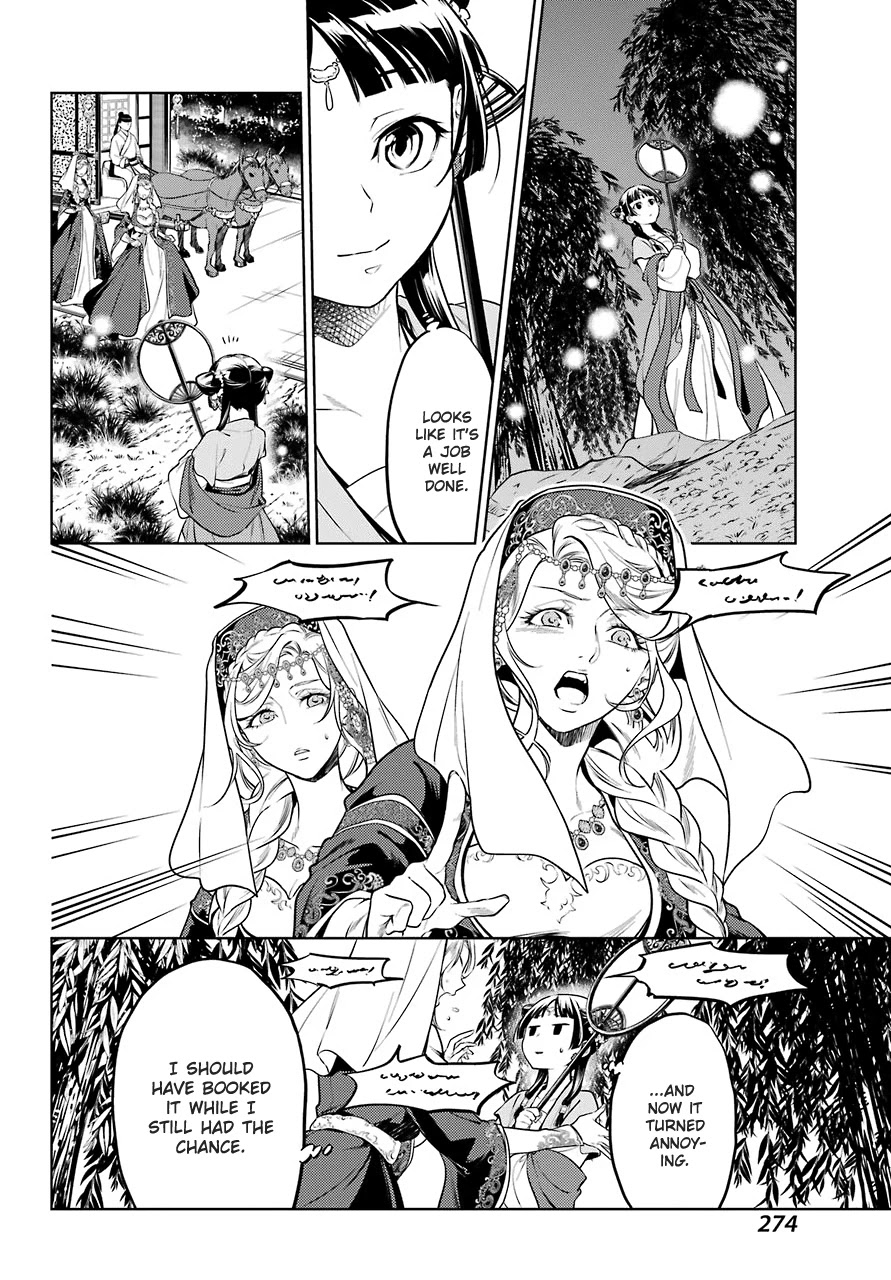 LOOKS
LIKE IT'S
A JOB
WELL
DONE.
...AND
NOW IT
TURNED
ANNOY-
ING.
I SHOULD
HAVE BOOKED
IT WHILE I
STILL HAD THE
CHANCE.
274